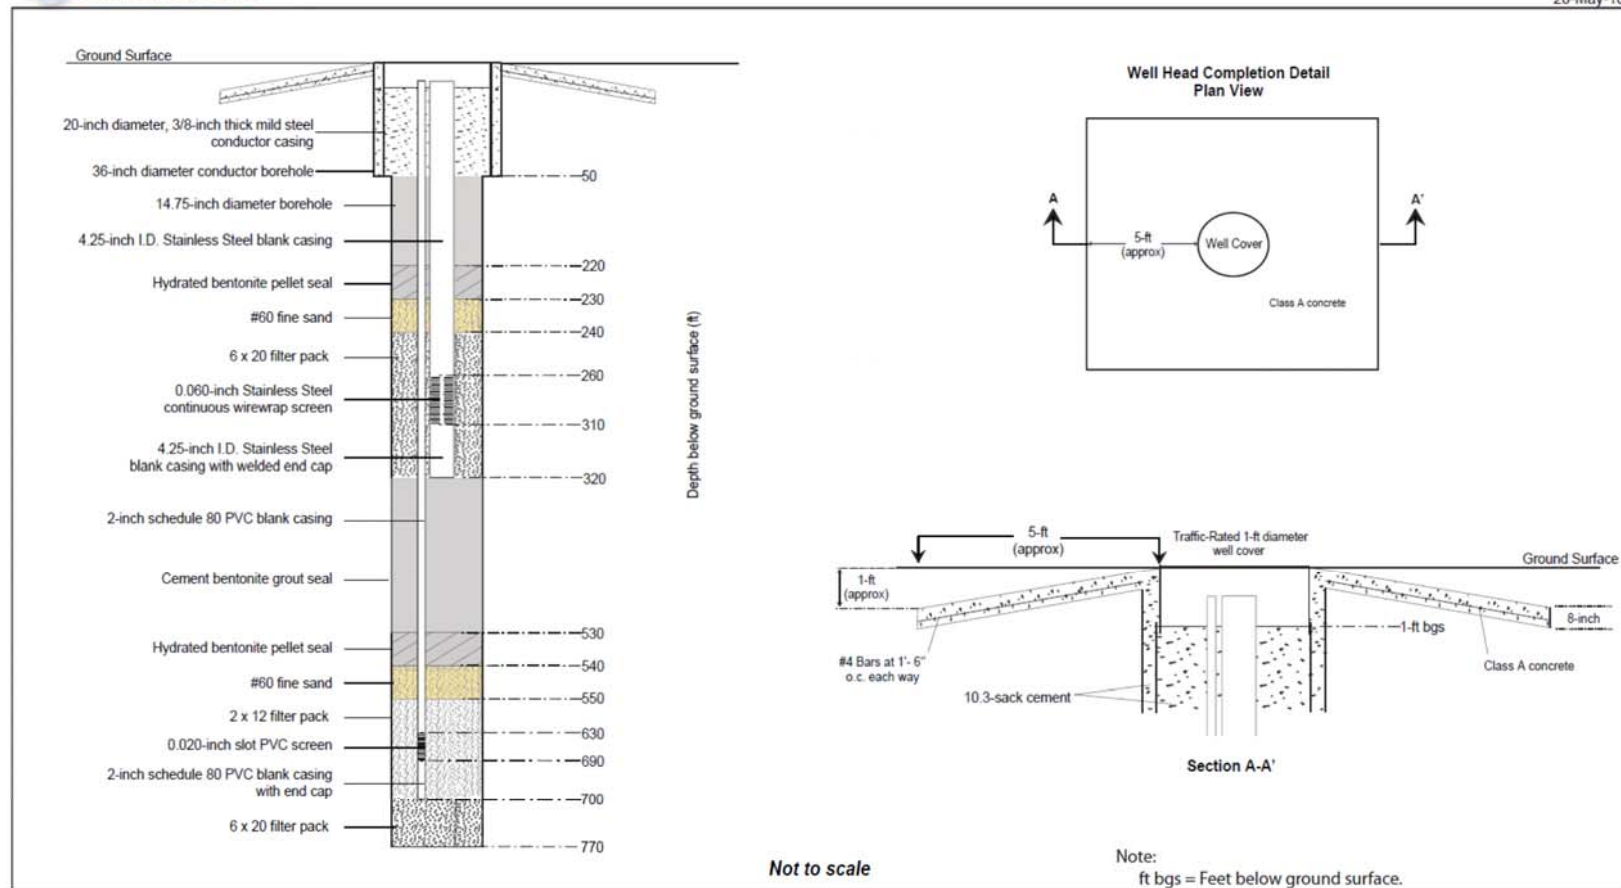 Ground Surface
20-inch diameter, 3/8-inch thick mild steel
conductor casing
36-inch diameter conductor borehole
50
14.75-inch diameter borehole
4.25-inch I.D. Stainless Steel blank casing
220
Hydrated bentonite pellet seal
230
#60 fine sand
240
6 x 20 filter pack
260
0.060-inch Stainless Steel
continuous wirewrap screen
310
4.25-inch I.D. Stainless Steel
blank casing with welded end cap
320
2-inch schedule 80 PVC blank casing
Cement bentonite grout seal
530
Hydrated bentonite pellet seal
540
#60 fine sand
550
2 x 12 filter pack
630
0.020-inch slot PVC screen
690
2-inch schedule 80 PVC blank casing
with end cap
700
6 x 20 filter pack
770
Depth below ground surface (ft)
Well Head Completion Detail
Plan View
A
A'
5-ft
(approx)
Well Cover
Class A concrete
5-ft
(approx)
Traffic-Rated 1-ft diameter
well cover
Ground Surface
1-ft
(approx)
8-inch
1-ft bgs
#4 Bars at 1'- 6"
o.c. each way
Class A concrete
10.3-sack cement
Section A-A'
Not to scale
Note:
ft bgs = Feet below ground surface.